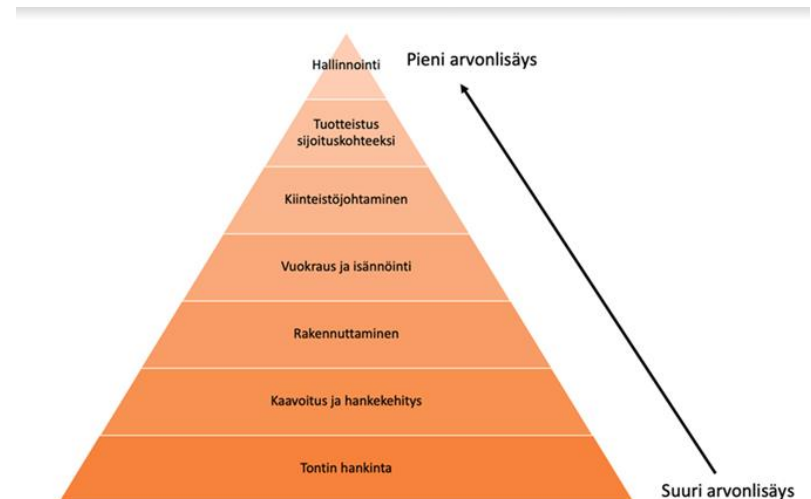 Hallinnointi
Pieni arvonlisäys
Tuotteistus
sijoituskohteeksi
Kiinteistöjohtaminen
Vuokraus ja isännöinti
Rakennuttaminen
Kaavoitus ja hankekehitys
Tontin hankinta
Suuri arvonlisäys